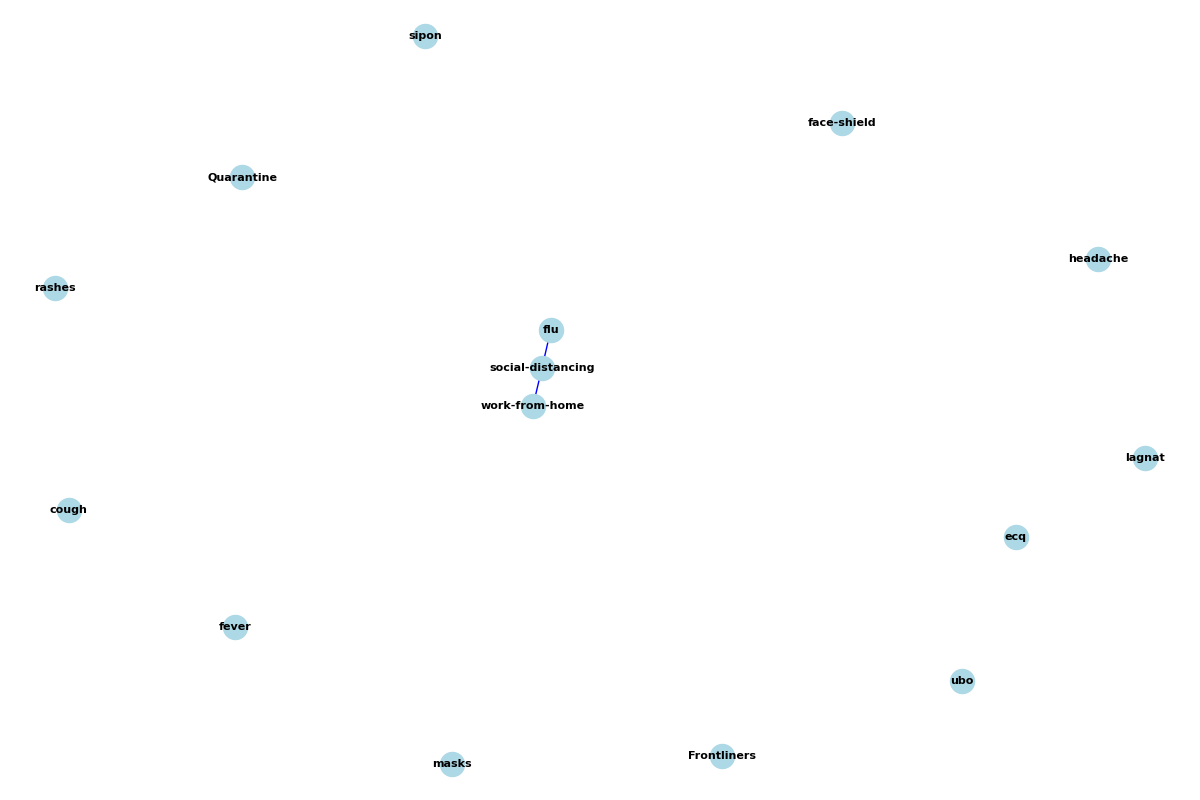 sipon
face-shield
Quarantine
headache
rashes
flu
social-distancing
work-from-home
lagnat
cough
ecq
fever
ubo
Frontliners
masks